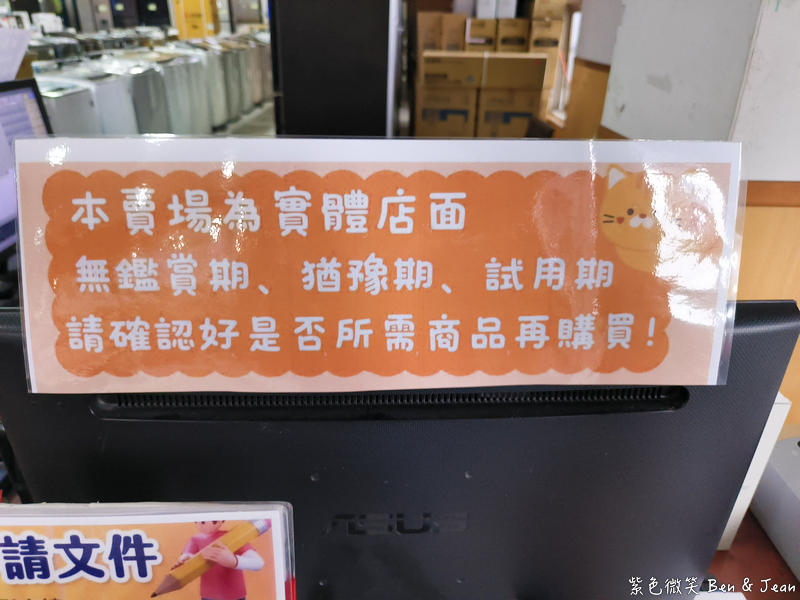 本賣場為實體店面
無鑑賞期、猶豫期、試用期
請確認好是否所需商品再購買!
ASUS
請文件
紫色微笑 Ben & Jean